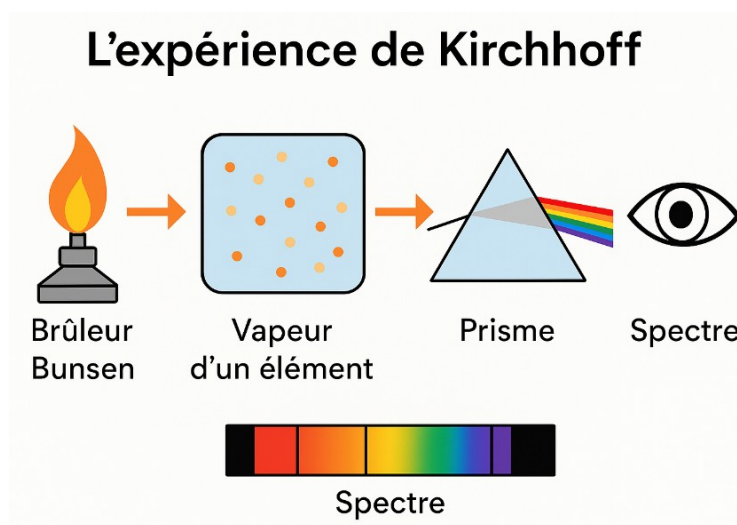 L'expérience de Kirchhoff
Brûleur
Bunsen
Vapeur
d'un élément
Prisme
Spectre
Spectre